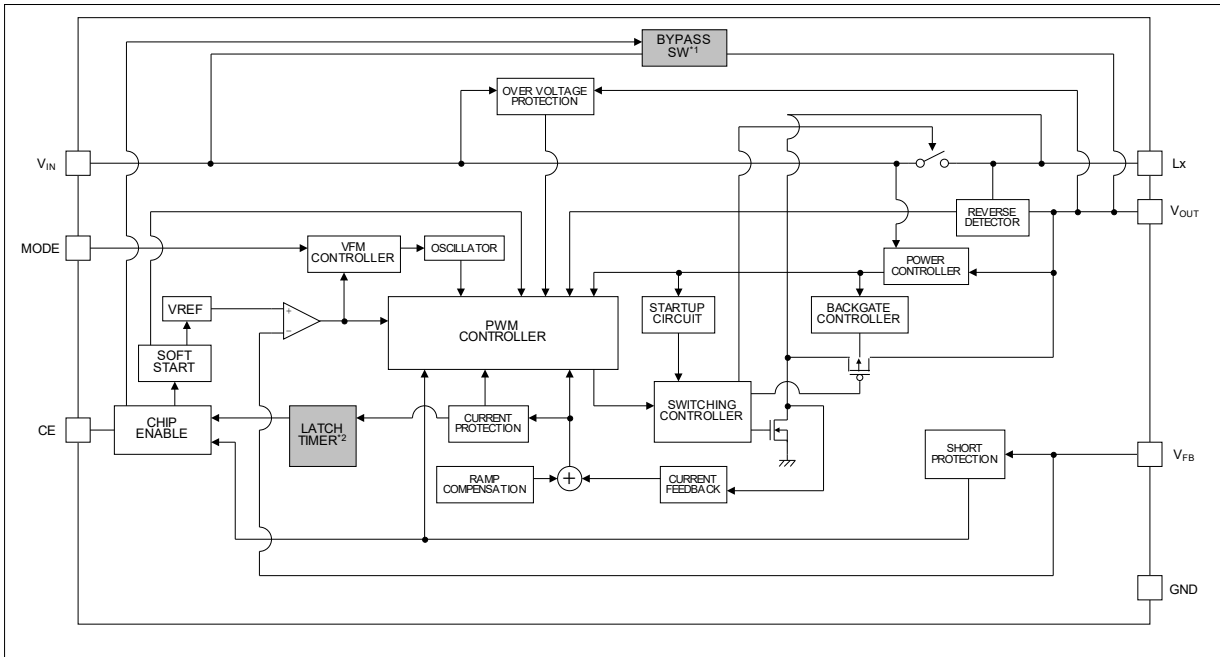 BYPASS
SW*1
OVER VOLTAGE
PROTECTION
VIN
Lx
REVERSE
DETECTOR
VOUT
MODE
VFM
CONTROLLER
OSCILLATOR
POWER
CONTROLLER
VREF
+
−
PWM
CONTROLLER
STARTUP
CIRCUIT
BACKGATE
CONTROLLER
SOFT
START
CE
CHIP
ENABLE
LATCH
TIMER*2
CURRENT
PROTECTION
SWITCHING
CONTROLLER
SHORT
PROTECTION
VFB
RAMP
COMPENSATION
+
CURRENT
FEEDBACK
GND